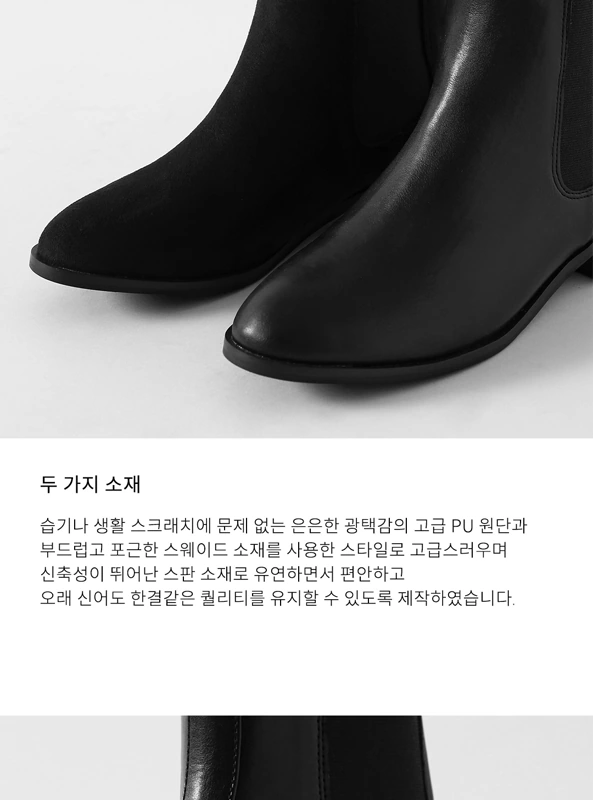 두 가지 소재
습기나 생활 스크래치에 문제 없는 은은한 광택감의 고급 PU 원단과
부드럽고 포근한 스웨이드 소재를 사용한 스타일로 고급스러우며
신축성이 뛰어난 스판 소재로 유연하면서 편안하고
오래 신어도 한결같은 퀄리티를 유지할 수 있도록 제작하였습니다.